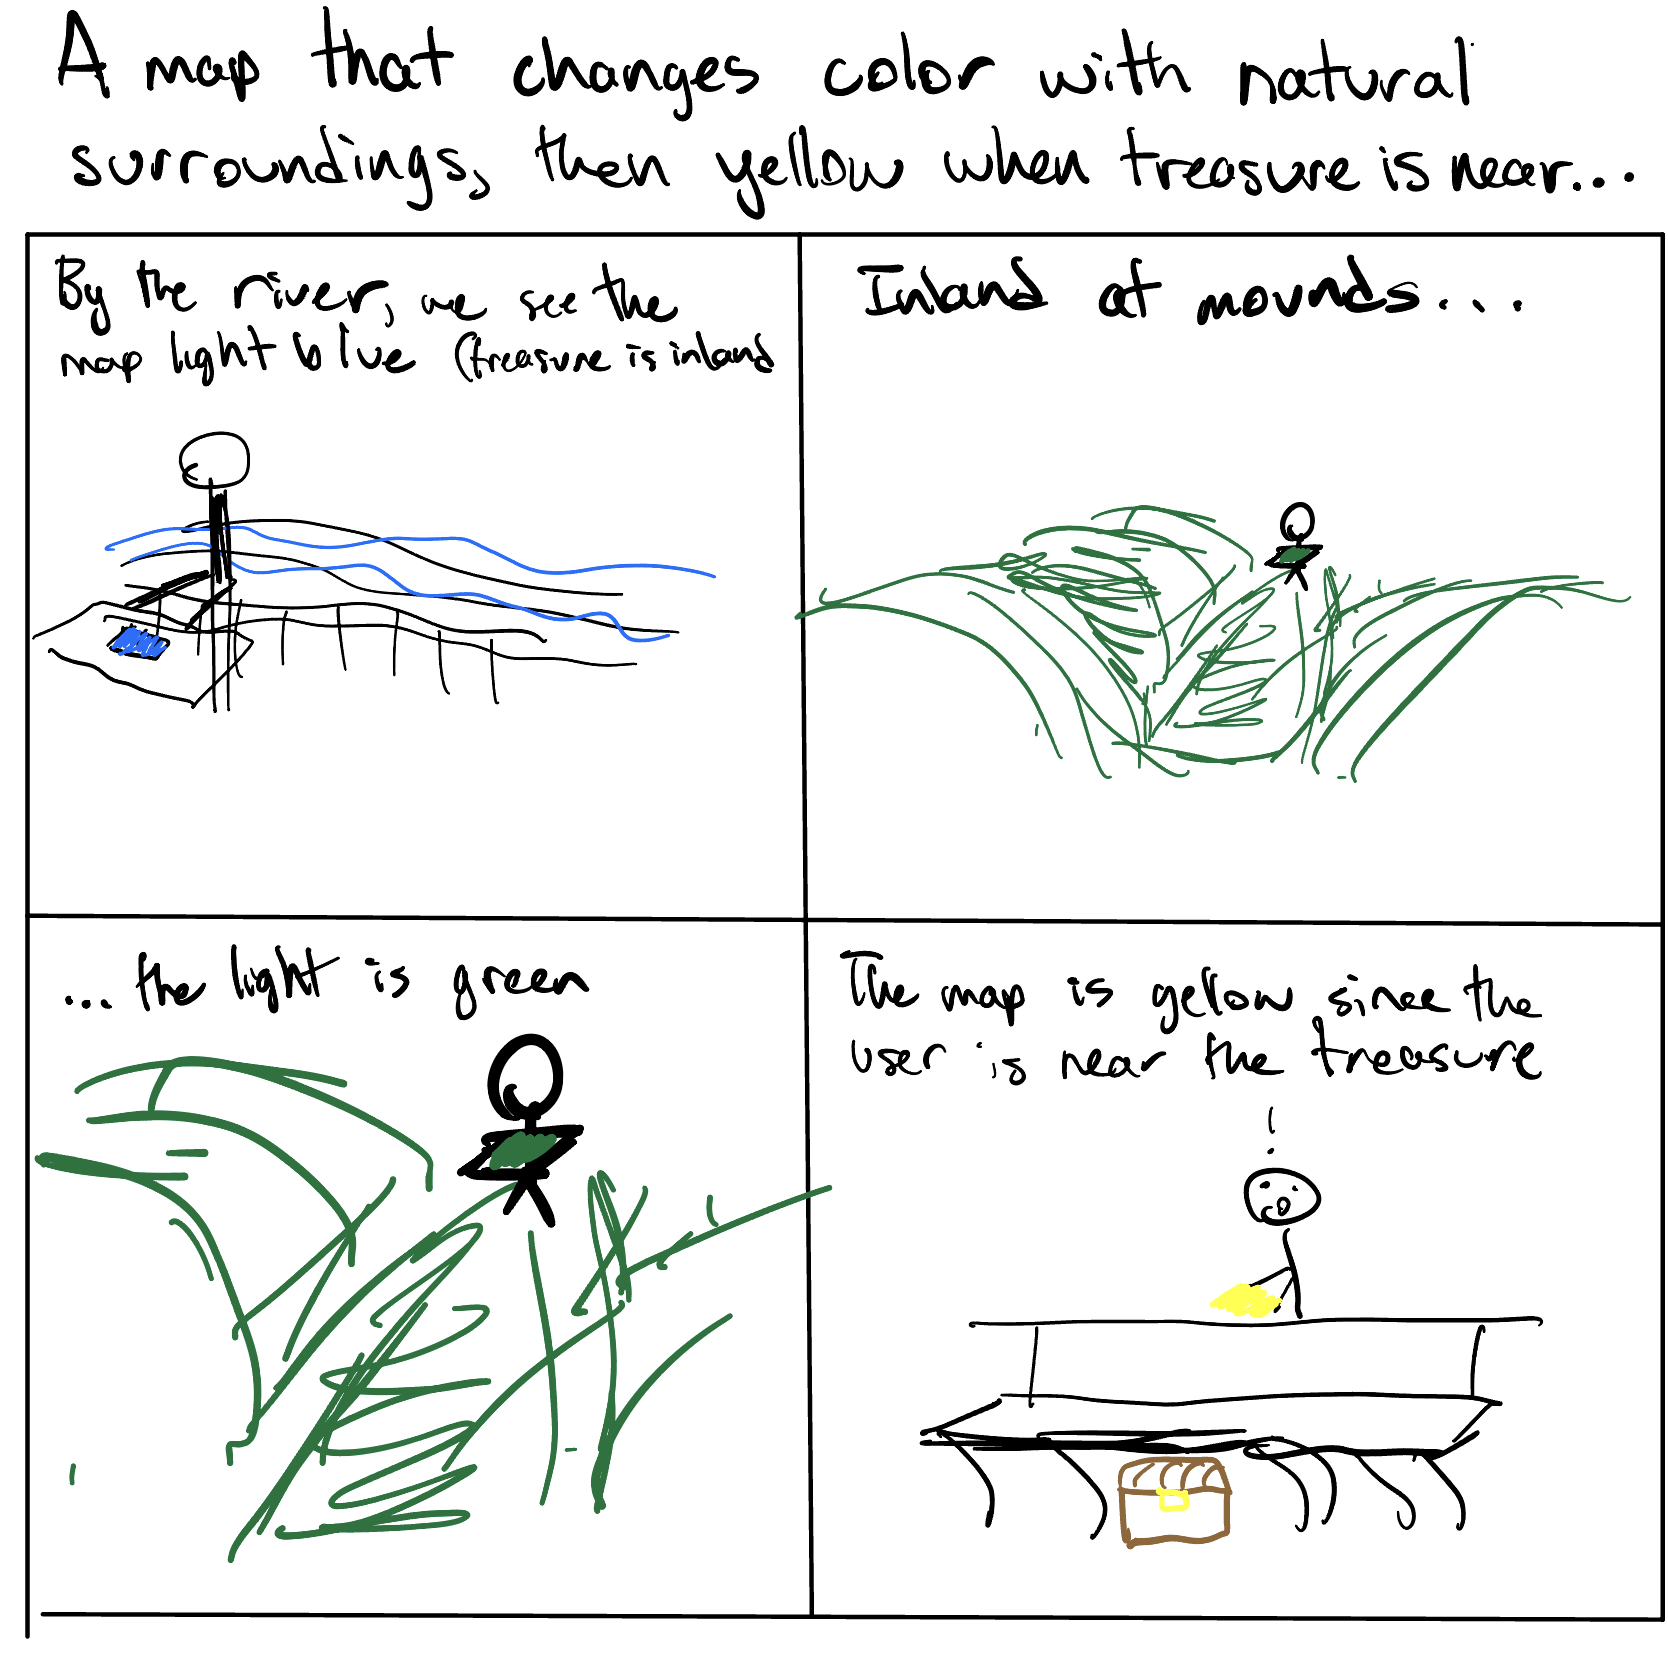 A map that changes color with natural
surroundings, then yellow when treasure is near...
By the river, we see the
map light blue (treasure is inland
Inland at mounds...
... the light is green
The map is yellow since the
user is near the treasure
!